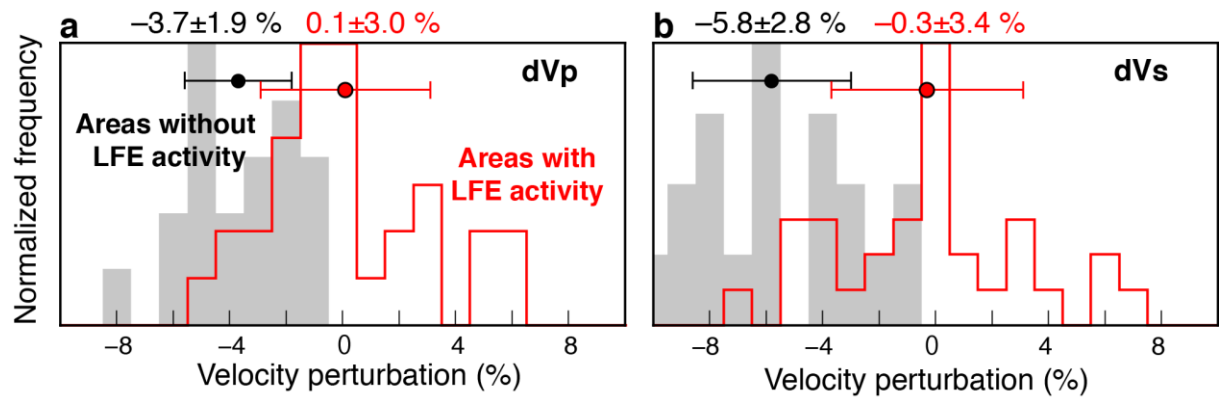 a
−3.7±1.9 % 0.1±3.0 %
dVp
Areas without
LFE activity
Areas with
LFE activity
Normalized frequency
−8 −4 0 4 8
Velocity perturbation (%)
b
−5.8±2.8 % −0.3±3.4 %
dVs
−8 −4 0 4 8
Velocity perturbation (%)